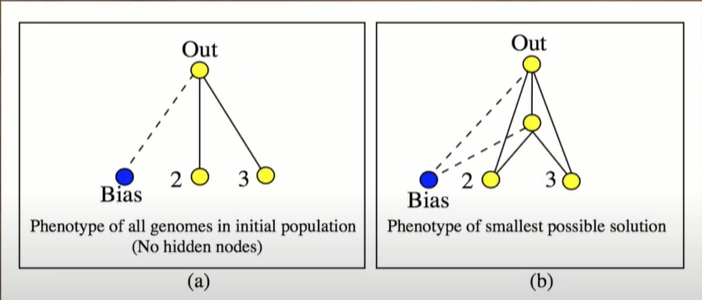 Out
2
3
Bias
Phenotype of all genomes in initial population
(No hidden nodes)
(a)
Out
2
3
Bias
Phenotype of smallest possible solution
(b)